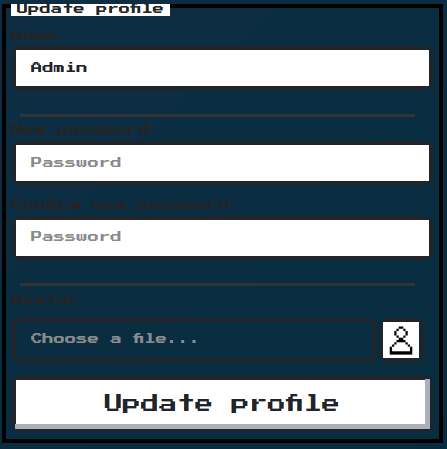 Update profile
Name
Admin
New password
Password
Confirm new password
Password
Avatar
Choose a file...
Update profile